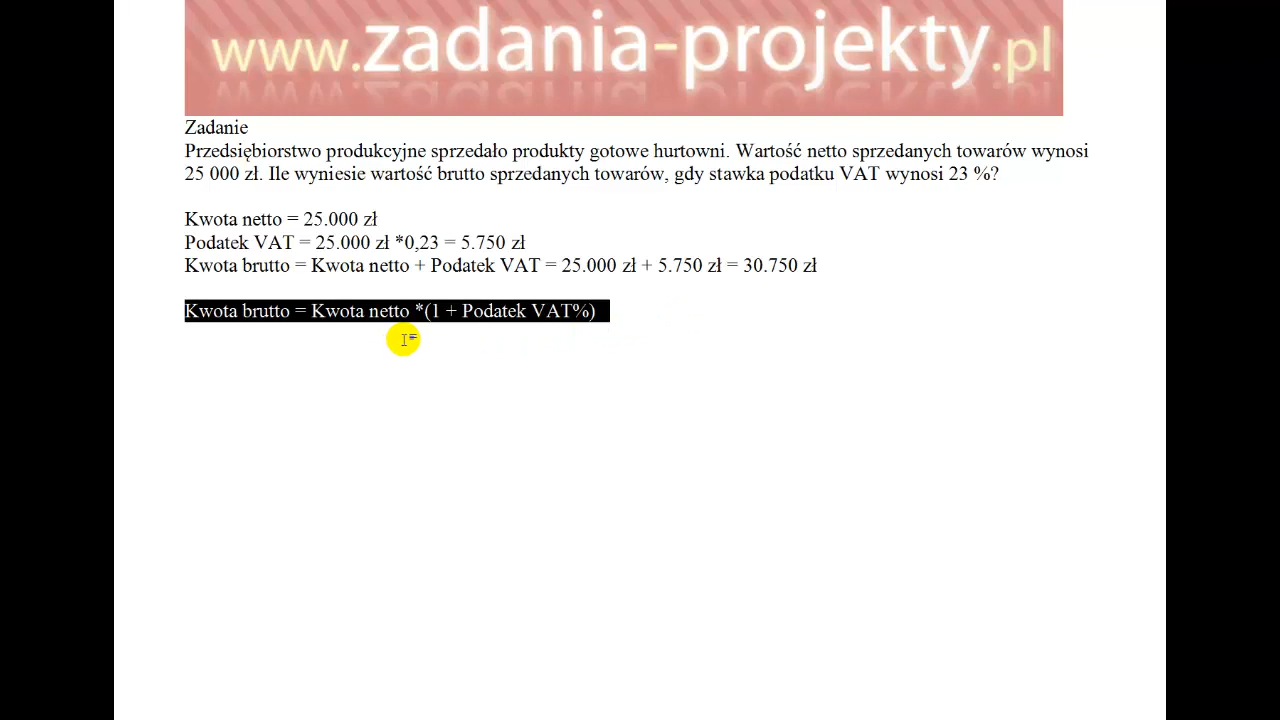 www.zadania-projekty.pl
Zadanie
Przedsiębiorstwo produkcyjne sprzedało produkty gotowe hurtowni. Wartość netto sprzedanych towarów wynosi
25 000 zł. Ile wyniesie wartość brutto sprzedanych towarów, gdy stawka podatku VAT wynosi 23 %?
Kwota netto = 25.000 zł
Podatek VAT = 25.000 zł *0,23 = 5.750 zł
Kwota brutto = Kwota netto + Podatek VAT = 25.000 zł + 5.750 zł = 30.750 zł
Kwota brutto = Kwota netto *(1 + Podatek VAT%)